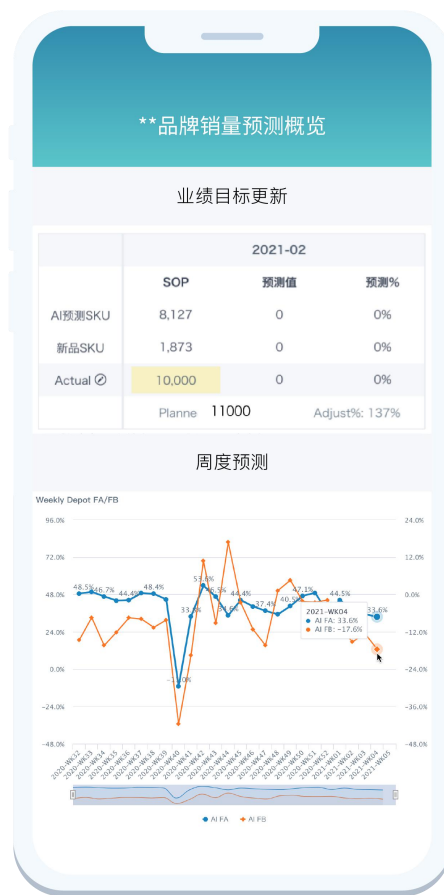 **品牌销量预测概览
业绩目标更新
2021-02
SOP 预测值 预测%
AI预测SKU 8,127 0 0%
新品SKU 1,873 0 0%
Actual 10,000 0 0%
Planne 11000 Adjust%: 137%
周度预测
Weekly Depot FA/FB
96.0% 24.0%
72.0% 12.0%
48.0% 0.0%
24.0% -12.0%
0.0% -24.0%
-24.0% -36.0%
-48.0% -48.0%
48.5% 46.7% 44.4% 48.4% 53.6% 44.4% 37.4% 40.5% 47.1% 44.5% 33.6%
2021-WK04
AI FA: 33.6%
AI FB: -17.6%
2020-WK32 2020-WK33 2020-WK34 2020-WK35 2020-WK36 2020-WK37 2020-WK38 2020-WK39 2020-WK40 2020-WK41 2020-WK42 2020-WK43 2020-WK44 2020-WK45 2020-WK46 2020-WK47 2020-WK48 2020-WK49 2020-WK50 2020-WK51 2020-WK52 2021-WK01 2021-WK02 2021-WK03 2021-WK04 2021-WK05
AI FA AI FB